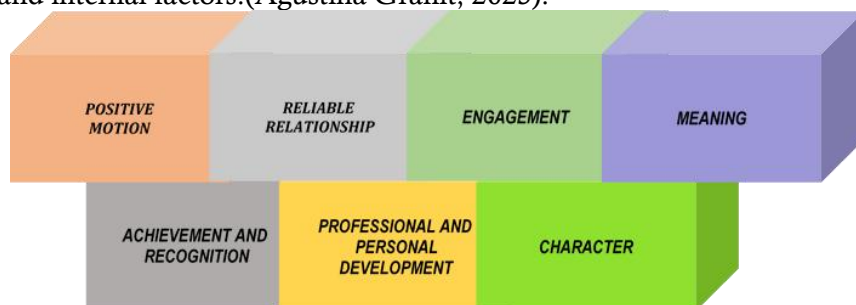 and internal factors.(Agustina Granit, 2023).
POSITIVE
MOTION
RELIABLE
RELATIONSHIP
ENGAGEMENT
MEANING
ACHIEVEMENT AND
RECOGNITION
PROFESSIONAL AND
PERSONAL
DEVELOPMENT
CHARACTER